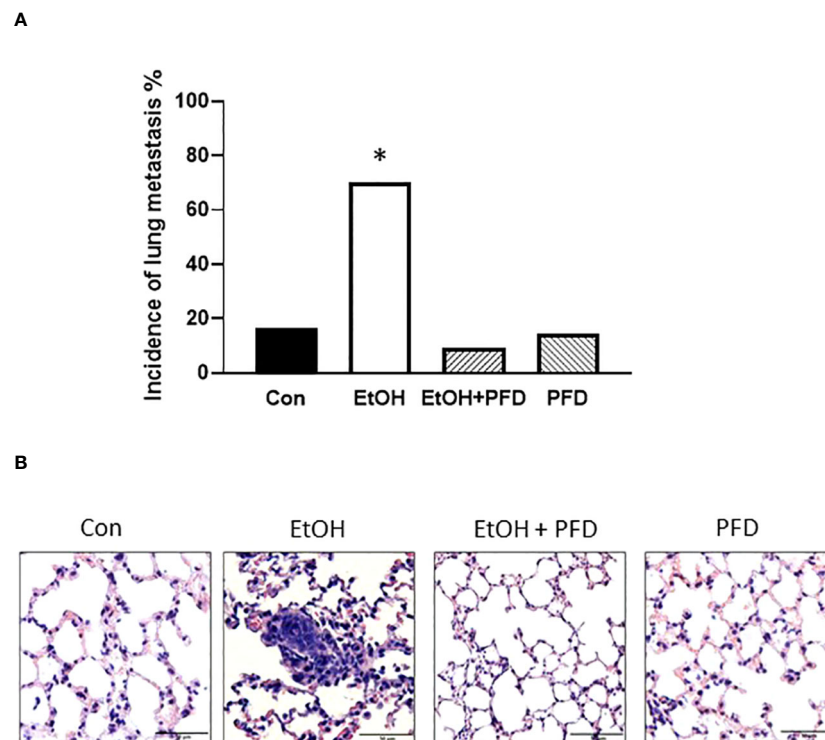 A
Incidence of lung metastasis %
100
80
60
40
20
0
*
Con EtOH EtOH+PFD PFD
B
Con EtOH EtOH + PFD PFD